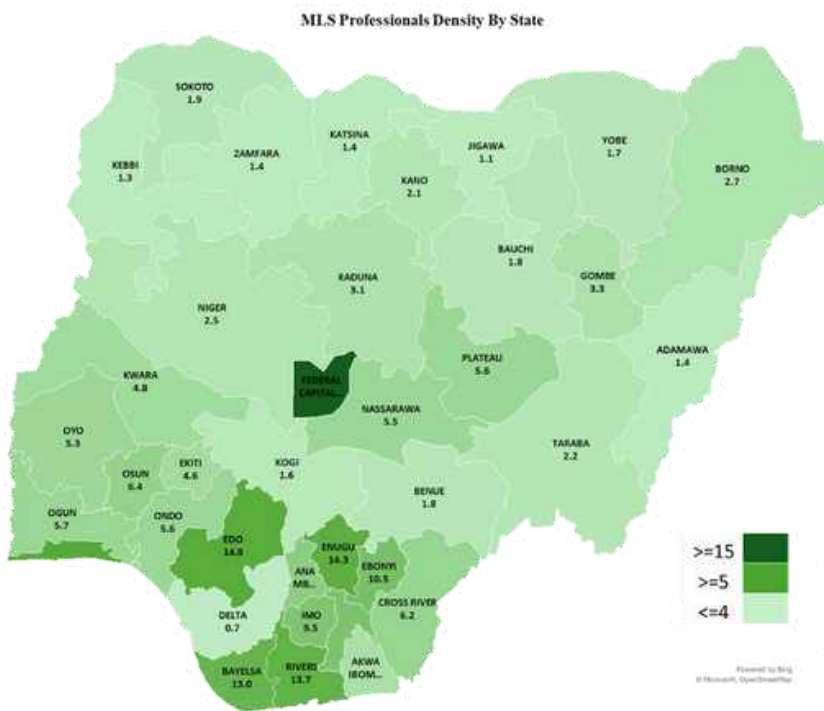 MLS Professionals Density By State
SOKOTO
1.9
KEBBI
1.3
ZAMFARA
1.4
KATSINA
1.4
KANO
2.1
JIGAWA
1.1
YOBE
1.7
BORNO
2.7
BAUCHI
1.8
GOMBE
3.3
KADUNA
3.1
NIGER
2.5
ADAMAWA
1.4
PLATEAU
5.6
FEDERAL
CAPITAL...
NASSARAWA
5.5
KWARA
4.8
OYO
5.3
TARABA
2.2
KOGI
1.6
BENUE
1.8
OSUN
6.4
EKITI
4.6
OGUN
5.7
ONDO
5.6
EDO
ENUGU
14.3
EBONYI
10.5
ANA
MB...
CROSS RIVER
6.2
DELTA
0.7
IMO
BAYELSA
13.0
RIVERS
13.7
AKWA
IBOM...
>=15
>=5
<=4
Powered by Bing
© Microsoft, OpenStreetMap